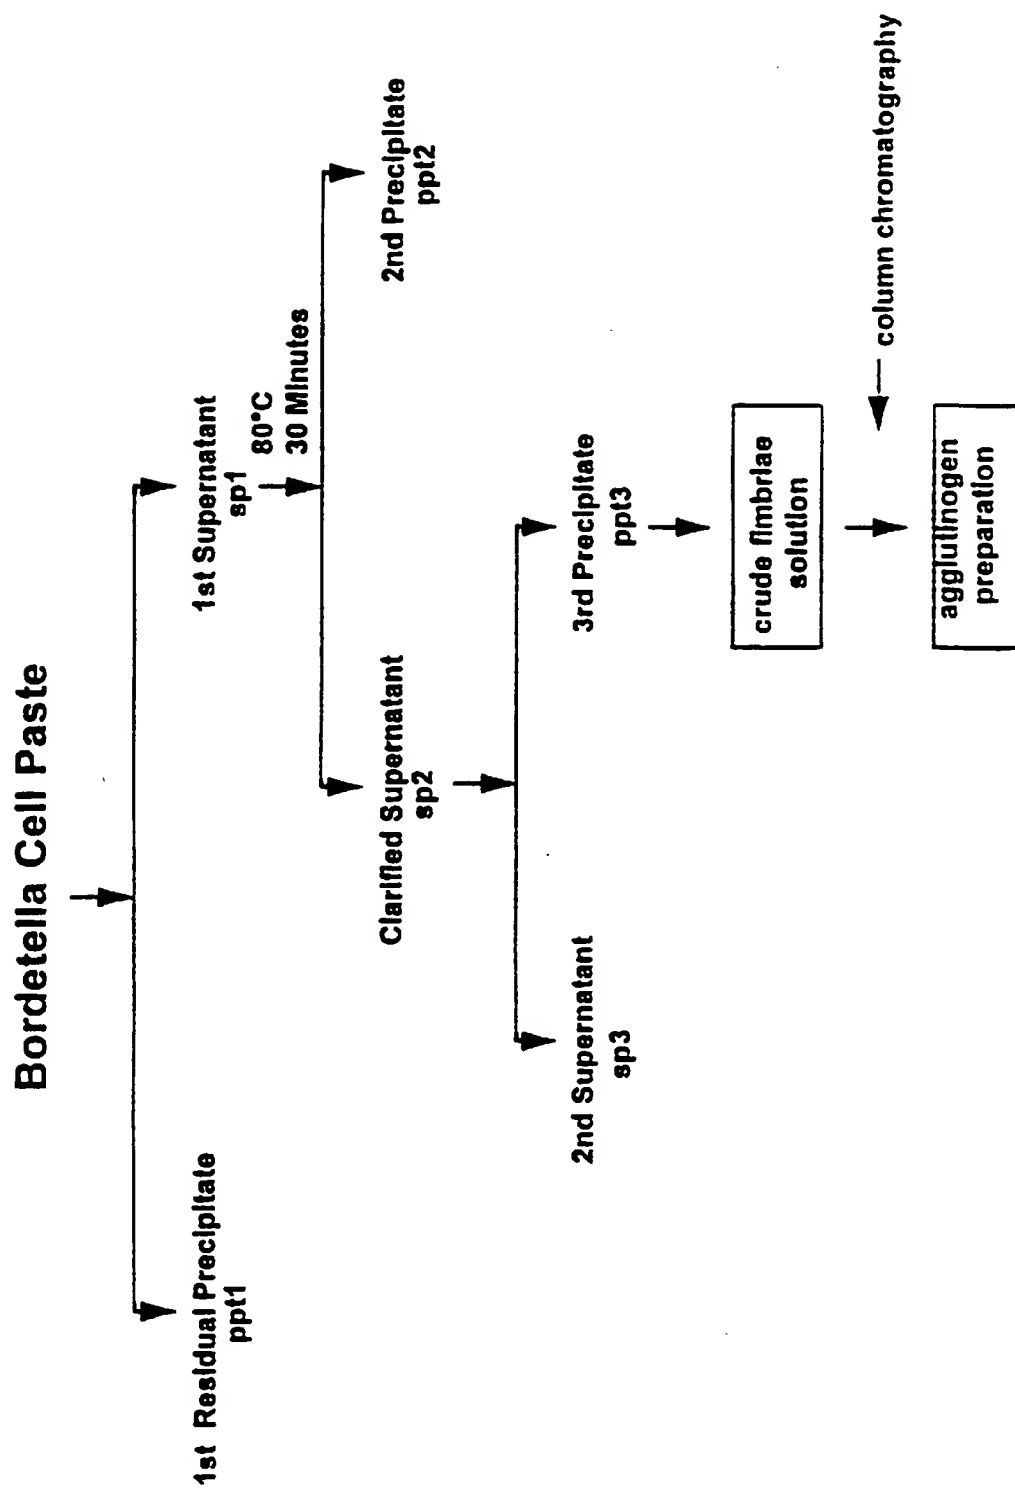 Bordetella Cell Paste
1st Residual Precipitate
ppt1
1st Supernatant
sp1
80°C
30 Minutes
Clarified Supernatant
sp2
2nd Precipitate
ppt2
2nd Supernatant
sp3
3rd Precipitate
ppt3
crude fimbriae
solution
column chromatography
agglutinogen
preparation